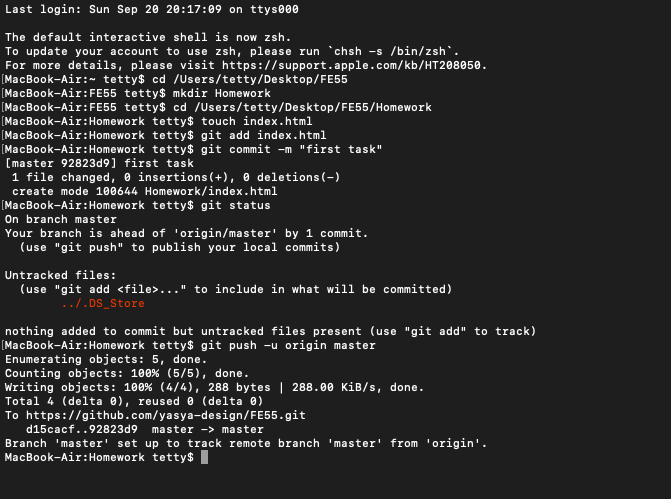 Last login: Sun Sep 20 20:17:09 on ttys000

The default interactive shell is now zsh.
To update your account to use zsh, please run `chsh -s /bin/zsh`.
For more details, please visit https://support.apple.com/kb/HT208050.
[MacBook-Air:~ tetty$ cd /Users/tetty/Desktop/FE55
[MacBook-Air:FE55 tetty$ mkdir Homework
[MacBook-Air:FE55 tetty$ cd /Users/tetty/Desktop/FE55/Homework
[MacBook-Air:Homework tetty$ touch index.html
[MacBook-Air:Homework tetty$ git add index.html
[MacBook-Air:Homework tetty$ git commit -m "first task"
[master 92823d9] first task
 1 file changed, 0 insertions(+), 0 deletions(-)
 create mode 100644 Homework/index.html
[MacBook-Air:Homework tetty$ git status
On branch master
Your branch is ahead of 'origin/master' by 1 commit.
  (use "git push" to publish your local commits)

Untracked files:
  (use "git add <file>..." to include in what will be committed)
        ../.DS_Store

nothing added to commit but untracked files present (use "git add" to track)
[MacBook-Air:Homework tetty$ git push -u origin master
Enumerating objects: 5, done.
Counting objects: 100% (5/5), done.
Writing objects: 100% (4/4), 288 bytes | 288.00 KiB/s, done.
Total 4 (delta 0), reused 0 (delta 0)
To https://github.com/yasya-design/FE55.git
   d15cacf..92823d9  master -> master
Branch 'master' set up to track remote branch 'master' from 'origin'.
MacBook-Air:Homework tetty$